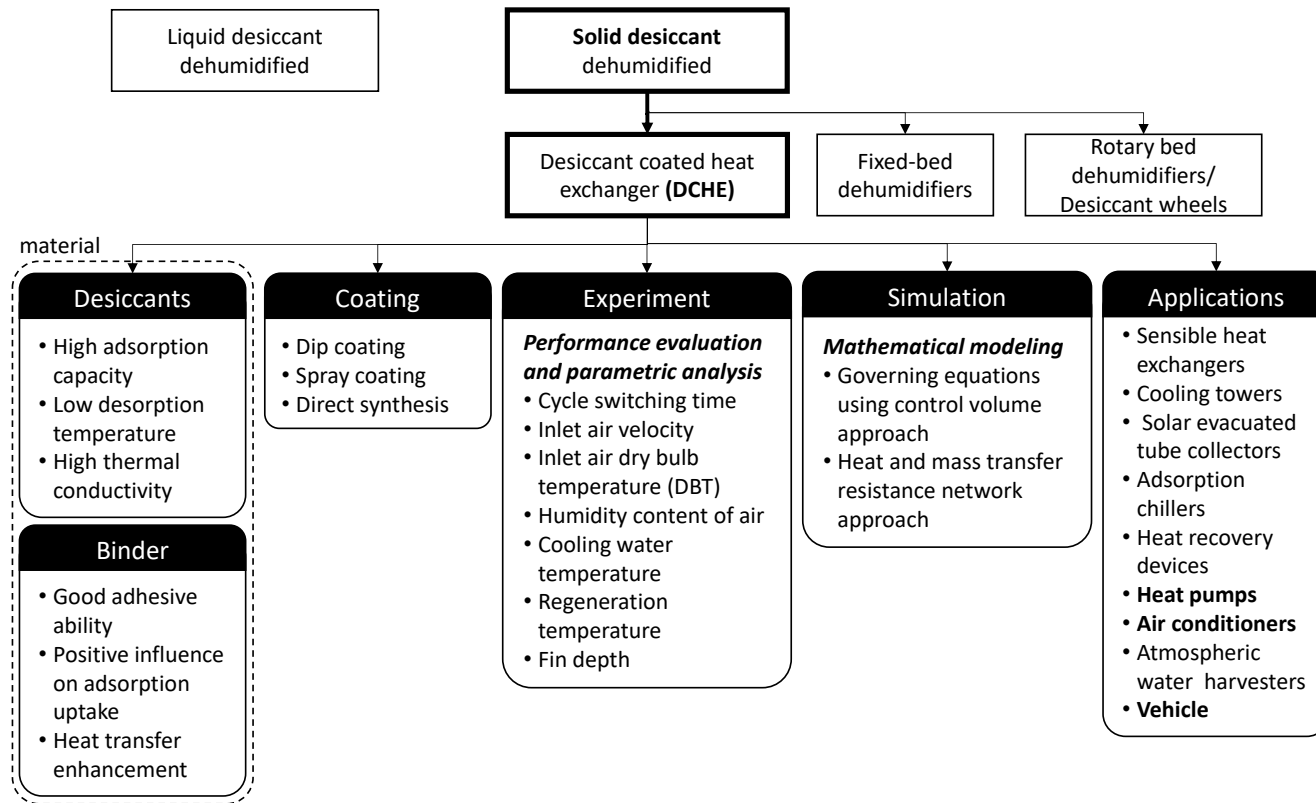 Liquid desiccant
dehumidified
Solid desiccant
dehumidified
Desiccant coated heat
exchanger (DCHE)
Fixed-bed
dehumidifiers
Rotary bed
dehumidifiers/
Desiccant wheels
material
Desiccants
• High adsorption
capacity
• Low desorption
temperature
• High thermal
conductivity
Binder
• Good adhesive
ability
• Positive influence
on adsorption
uptake
• Heat transfer
enhancement
Coating
• Dip coating
• Spray coating
• Direct synthesis
Experiment
Performance evaluation
and parametric analysis
• Cycle switching time
• Inlet air velocity
• Inlet air dry bulb
temperature (DBT)
• Humidity content of air
• Cooling water
temperature
• Regeneration
temperature
• Fin depth
Simulation
Mathematical modeling
• Governing equations
using control volume
approach
• Heat and mass transfer
resistance network
approach
Applications
• Sensible heat
exchangers
• Cooling towers
• Solar evacuated
tube collectors
• Adsorption
chillers
• Heat recovery
devices
• Heat pumps
• Air conditioners
• Atmospheric
water harvesters
• Vehicle